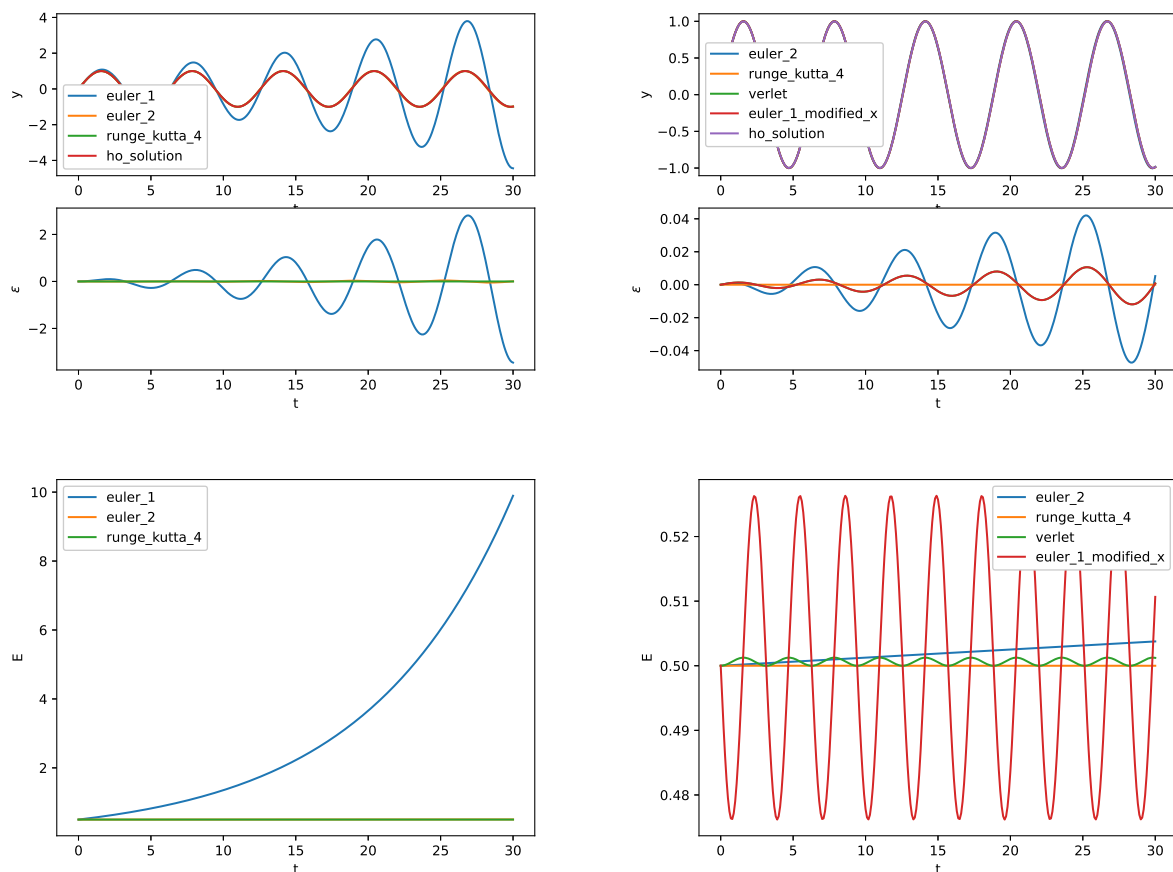 4
2
0
−2
−4
y
euler_1
euler_2
runge_kutta_4
ho_solution
0 5 10 15 20 25 30
2
0
−2
ε
0 5 10 15 20 25 30
t
1.0
0.5
0.0
−0.5
−1.0
y
euler_2
runge_kutta_4
verlet
euler_1_modified_x
ho_solution
0 5 10 15 20 25 30
0.04
0.02
0.00
−0.02
−0.04
ε
0 5 10 15 20 25 30
t
10
8
6
4
2
E
euler_1
euler_2
runge_kutta_4
0 5 10 15 20 25 30
t
0.52
0.51
0.50
0.49
0.48
E
euler_2
runge_kutta_4
verlet
euler_1_modified_x
0 5 10 15 20 25 30
t